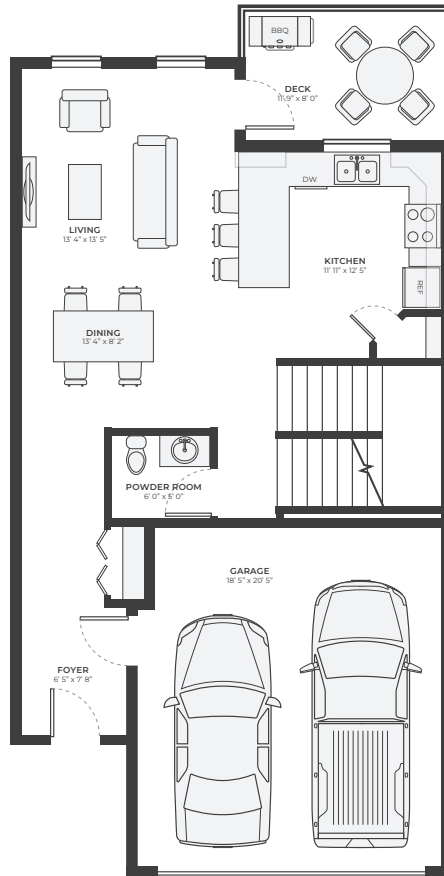 BBQ
DECK
11' 9" x 8' 0"
DW
LIVING
13' 4" x 13' 5"
KITCHEN
11' 11" x 12' 5"
REF
DINING
13' 4" x 8' 2"
POWDER ROOM
6' 0" x 5' 0"
GARAGE
18' 5" x 20' 5"
FOYER
6' 5" x 7' 8"